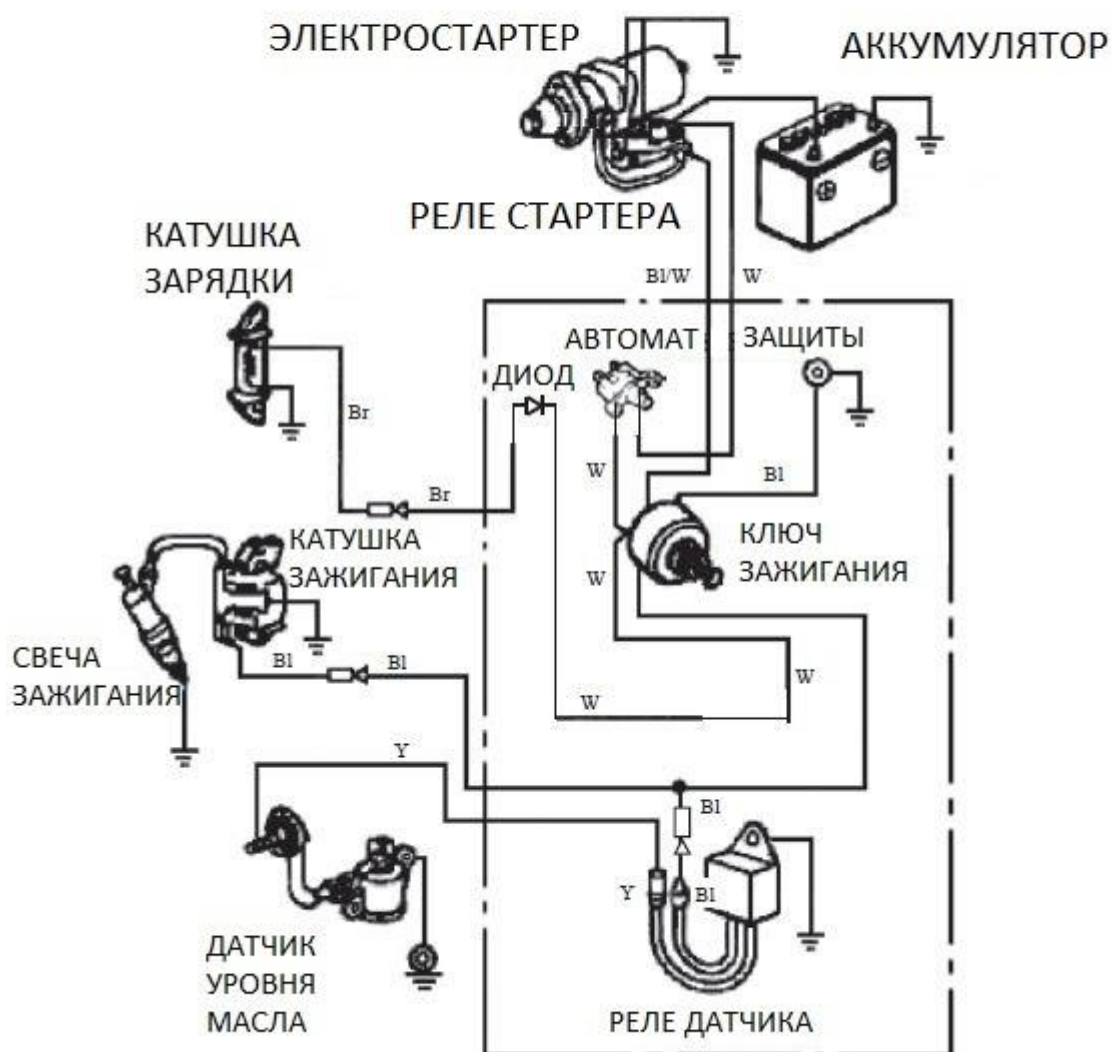 ЭЛЕКТРОСТАРТЕР
АККУМУЛЯТОР
РЕЛЕ СТАРТЕРА
КАТУШКА
ЗАРЯДКИ
Bl/W
W
АВТОМАТ ЗАЩИТЫ
ДИОД
Br
W
Bl
Br
КАТУШКА
ЗАЖИГАНИЯ
КЛЮЧ
ЗАЖИГАНИЯ
W
СВЕЧА
ЗАЖИГАНИЯ
Bl
Bl
W
W
Y
Bl
Y
Bl
ДАТЧИК
УРОВНЯ
МАСЛА
РЕЛЕ ДАТЧИКА